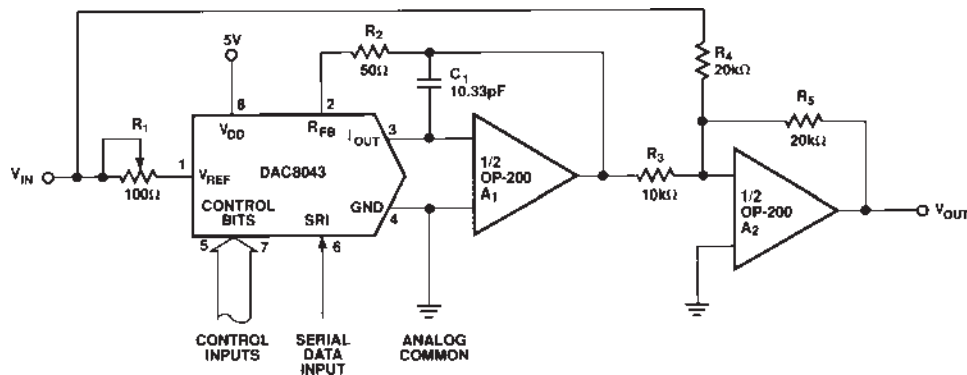 5V
R2
50Ω
C1
10.33pF
R4
20kΩ
R5
20kΩ
R1
100Ω
VIN
1
8
2
3
4
VDD
RFB
IOUT
VREF
DAC8043
CONTROL
BITS
SRI
GND
5
7
6
1/2
OP-200
A1
R3
10kΩ
1/2
OP-200
A2
VOUT
CONTROL
INPUTS
SERIAL
DATA
INPUT
ANALOG
COMMON